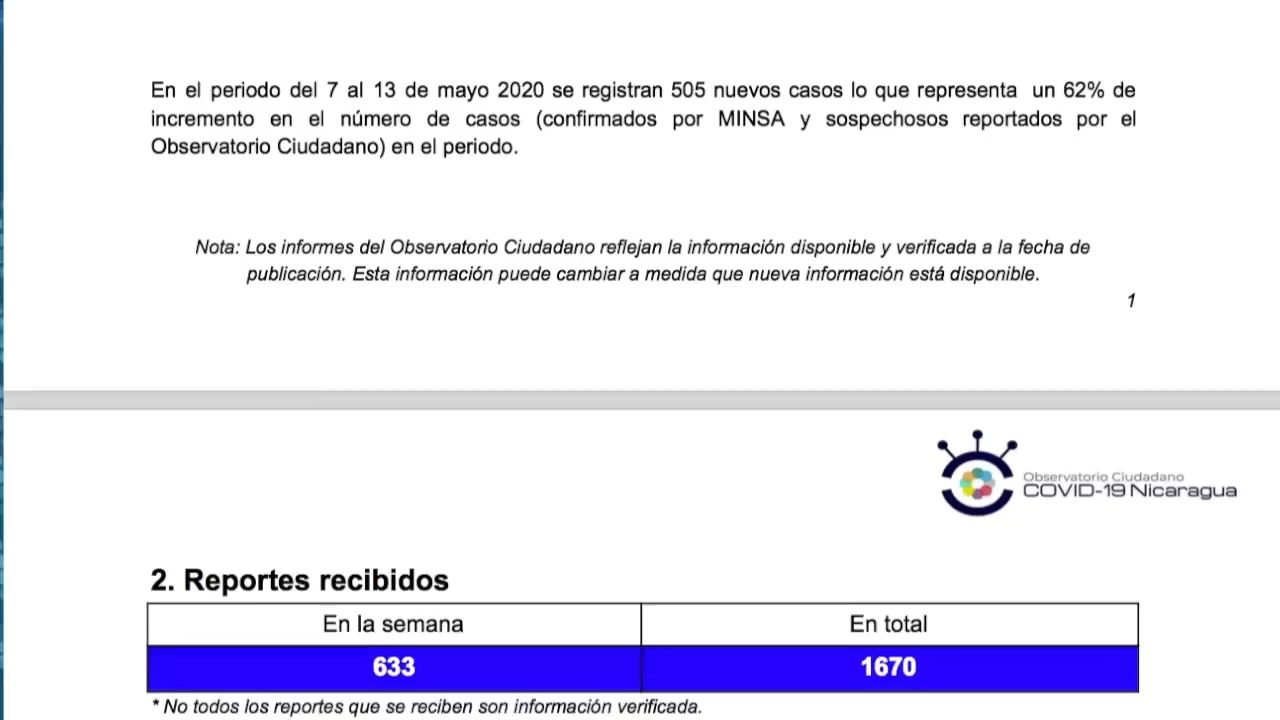 En el periodo del 7 al 13 de mayo 2020 se registran 505 nuevos casos lo que representa un 62% de
incremento en el número de casos (confirmados por MINSA y sospechosos reportados por el
Observatorio Ciudadano) en el periodo.
Nota: Los informes del Observatorio Ciudadano reflejan la información disponible y verificada a la fecha de
publicación. Esta información puede cambiar a medida que nueva información está disponible.
1
Observatorio Ciudadano
COVID-19 Nicaragua
2. Reportes recibidos
En la semana En total
633 1670
* No todos los reportes que se reciben son información verificada.